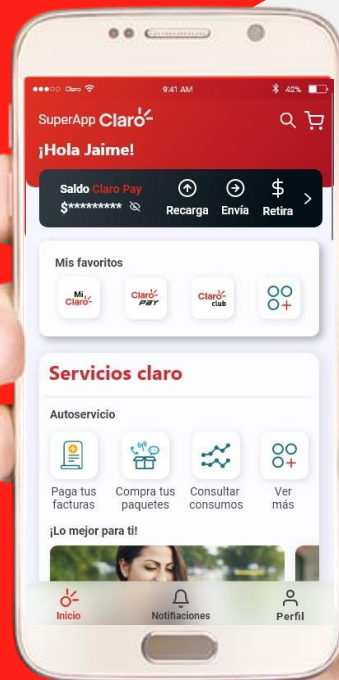 Claro 9:41 AM 42%
SuperApp Claro
¡Hola Jaime!
Saldo Claro Pay
$*********
Recarga Envía Retira
Mis favoritos
Mi Claro
Claro Pay
Claro club
Servicios claro
Autoservicio
Paga tus facturas
Compra tus paquetes
Consultar consumos
Ver más
¡Lo mejor para ti!
Inicio Notifiaciones Perfil